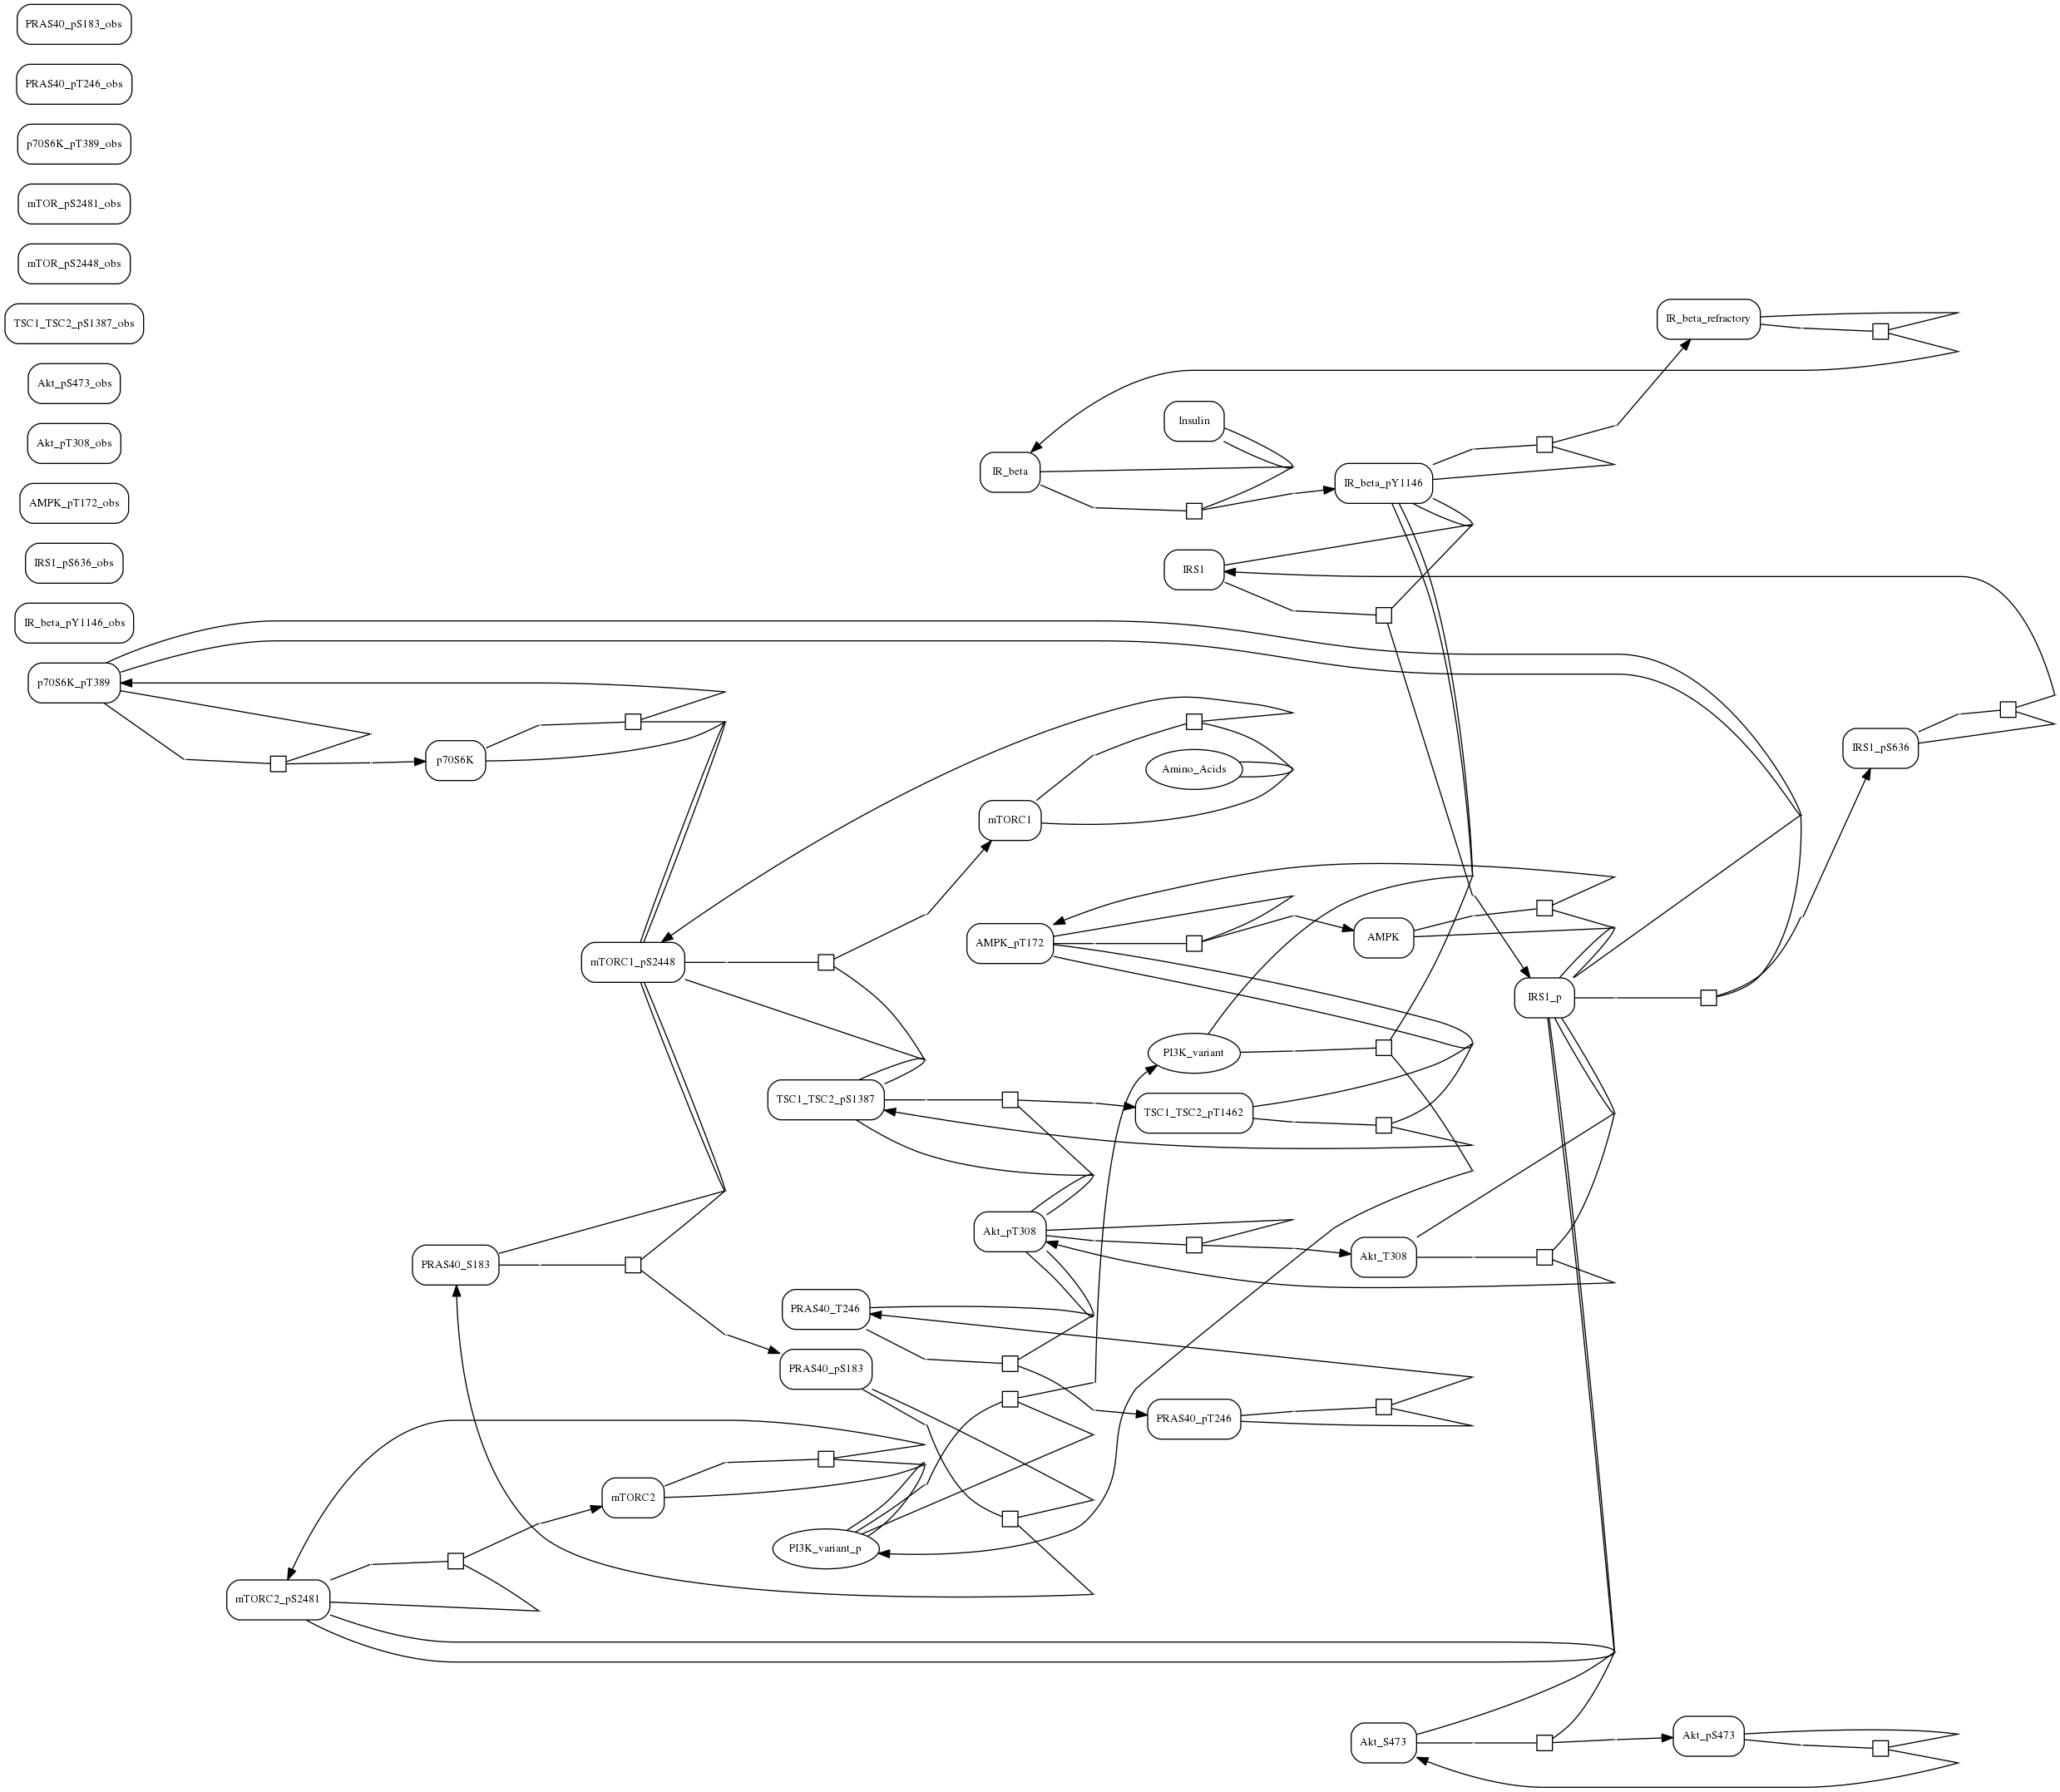 PRAS40_pS183_obs
PRAS40_pT246_obs
p70S6K_pT389_obs
mTOR_pS2481_obs
mTOR_pS2448_obs
TSC1_TSC2_pS1387_obs
Akt_pS473_obs
Akt_pT308_obs
AMPK_pT172_obs
IRS1_pS636_obs
IR_beta_pY1146_obs
IR_beta_refractory
Insulin
IR_beta
IR_beta_pY1146
IRS1
p70S6K_pT389
p70S6K
IRS1_pS636
Amino_Acids
mTORC1
AMPK_pT172
AMPK
mTORC1_pS2448
IRS1_p
PI3K_variant
TSC1_TSC2_pS1387
TSC1_TSC2_pT1462
Akt_pT308
Akt_T308
PRAS40_S183
PRAS40_T246
PRAS40_pS183
PRAS40_pT246
mTORC2
PI3K_variant_p
mTORC2_pS2481
Akt_S473
Akt_pS473